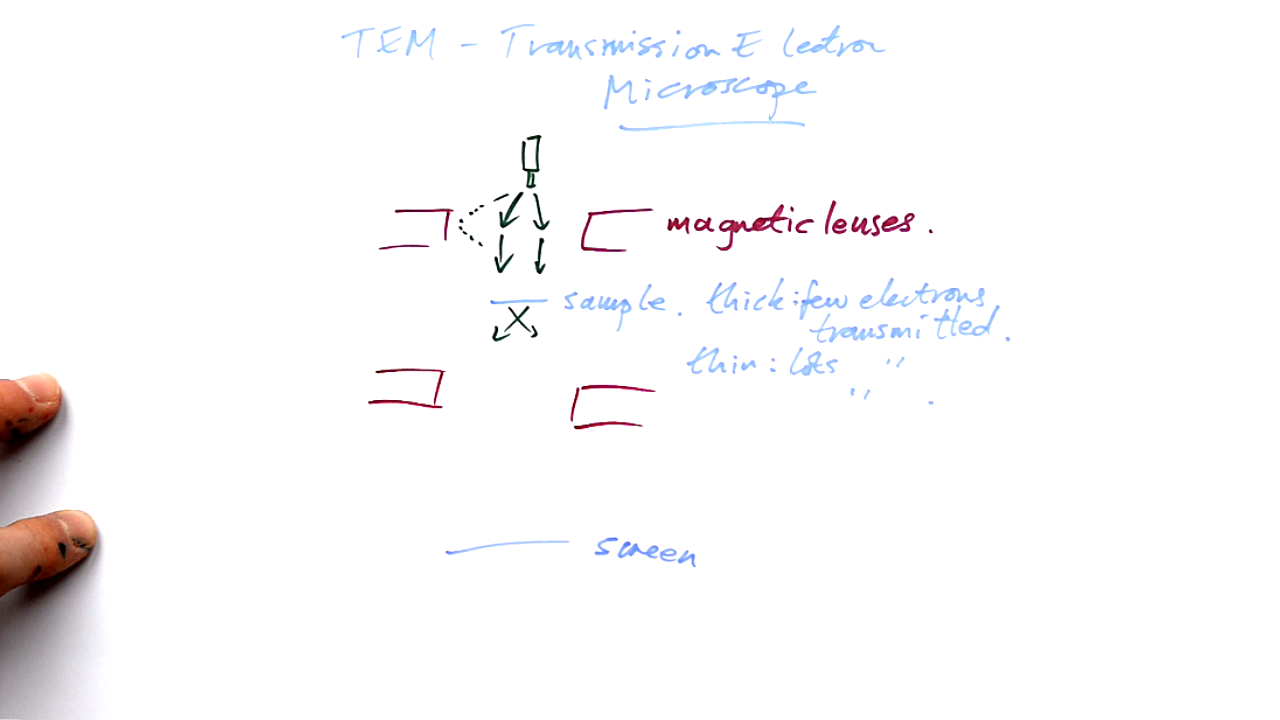 TEM - Transmission Electron
Microscope
magnetic lenses.
sample. thick: few electrons
transmitted.
thin: lots "
" .
screen